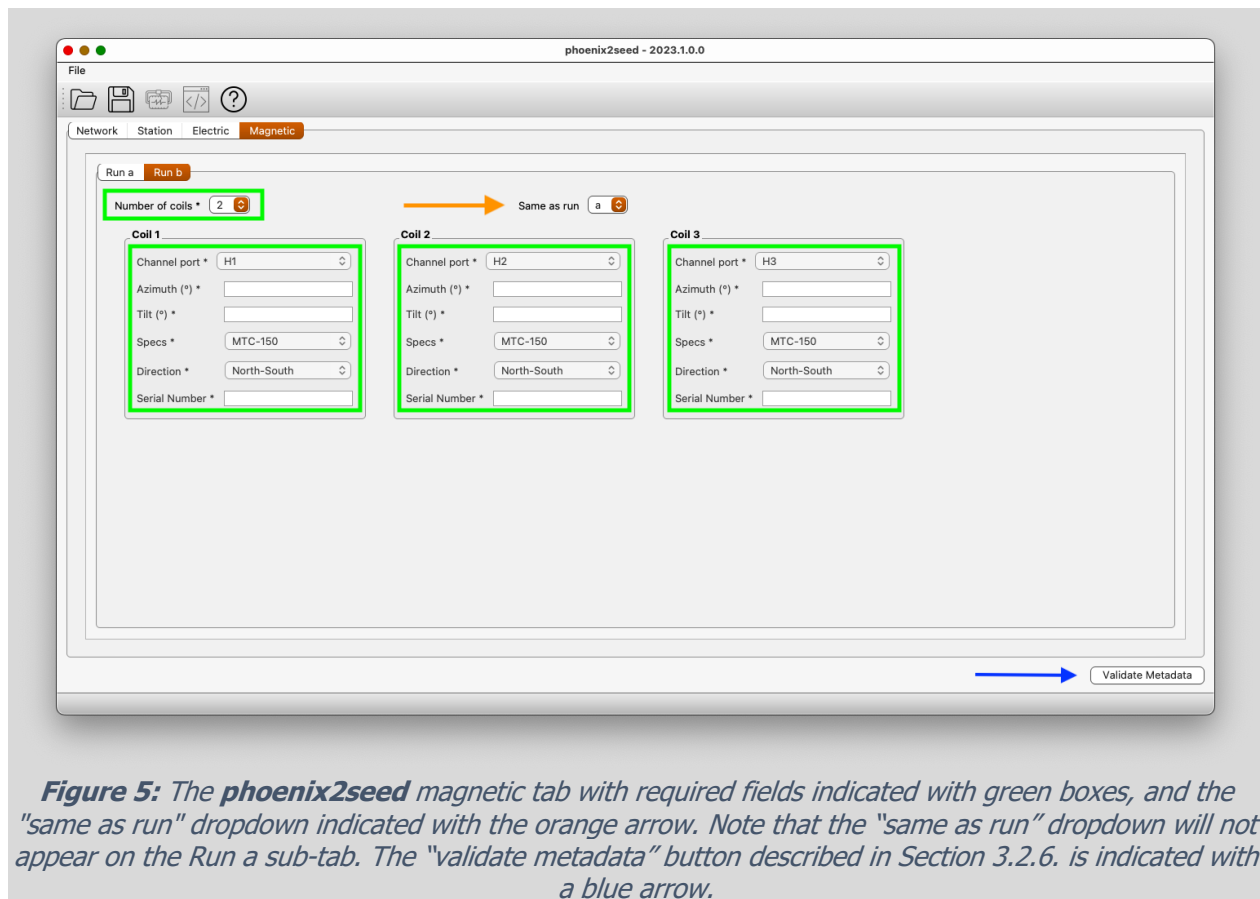 phoenix2seed - 2023.1.0.0
File
Network Station Electric Magnetic
Run a Run b
Number of coils * 2 Same as run a
Coil 1 Coil 2 Coil 3
Channel port * H1 Channel port * H2 Channel port * H3
Azimuth (°) * Azimuth (°) * Azimuth (°) *
Tilt (°) * Tilt (°) * Tilt (°) *
Specs * MTC-150 Specs * MTC-150 Specs * MTC-150
Direction * North-South Direction * North-South Direction * North-South
Serial Number * Serial Number * Serial Number *
Validate Metadata
Figure 5: The phoenix2seed magnetic tab with required fields indicated with green boxes, and the
"same as run" dropdown indicated with the orange arrow. Note that the “same as run” dropdown will not
appear on the Run a sub-tab. The “validate metadata” button described in Section 3.2.6. is indicated with
a blue arrow.